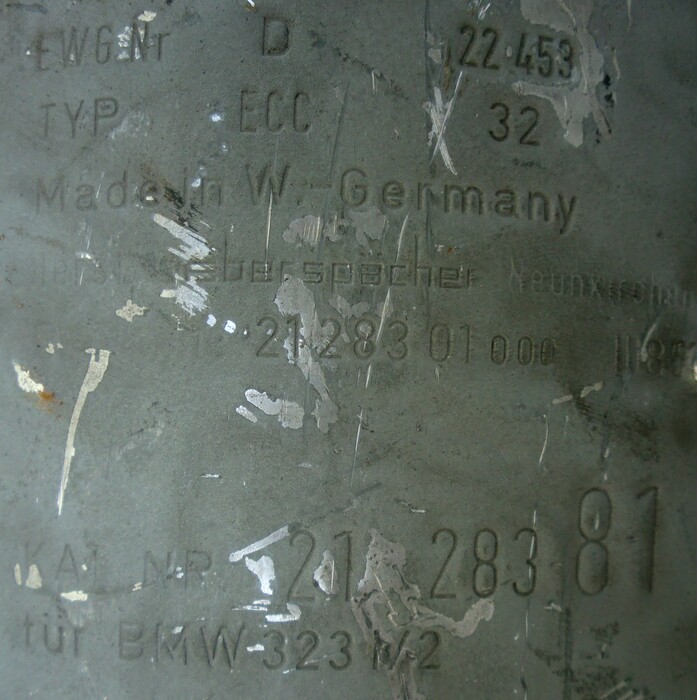 EWG.Nr D 22.453
TYP ECC 32
Made in W.-Germany
eberspächer Neunkirchen
21 283 01 000
KAT. NR. 21 283 81
für BMW 323 i/2